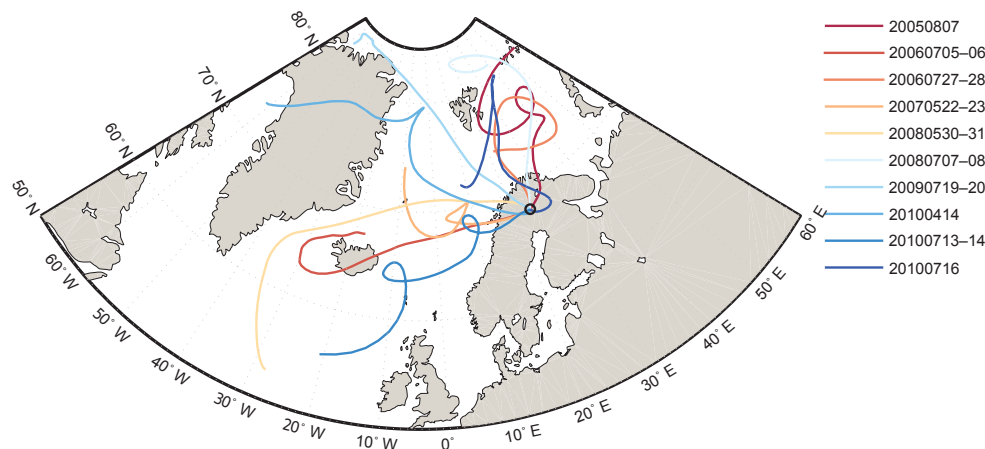 80° N
70° N
60° N
50° N
60° W
50° W
40° W
30° W
20° W
10° W
0°
10° E
20° E
30° E
40° E
50° E
60° E
20050807
20060705–06
20060727–28
20070522–23
20080530–31
20080707–08
20090719–20
20100414
20100713–14
20100716